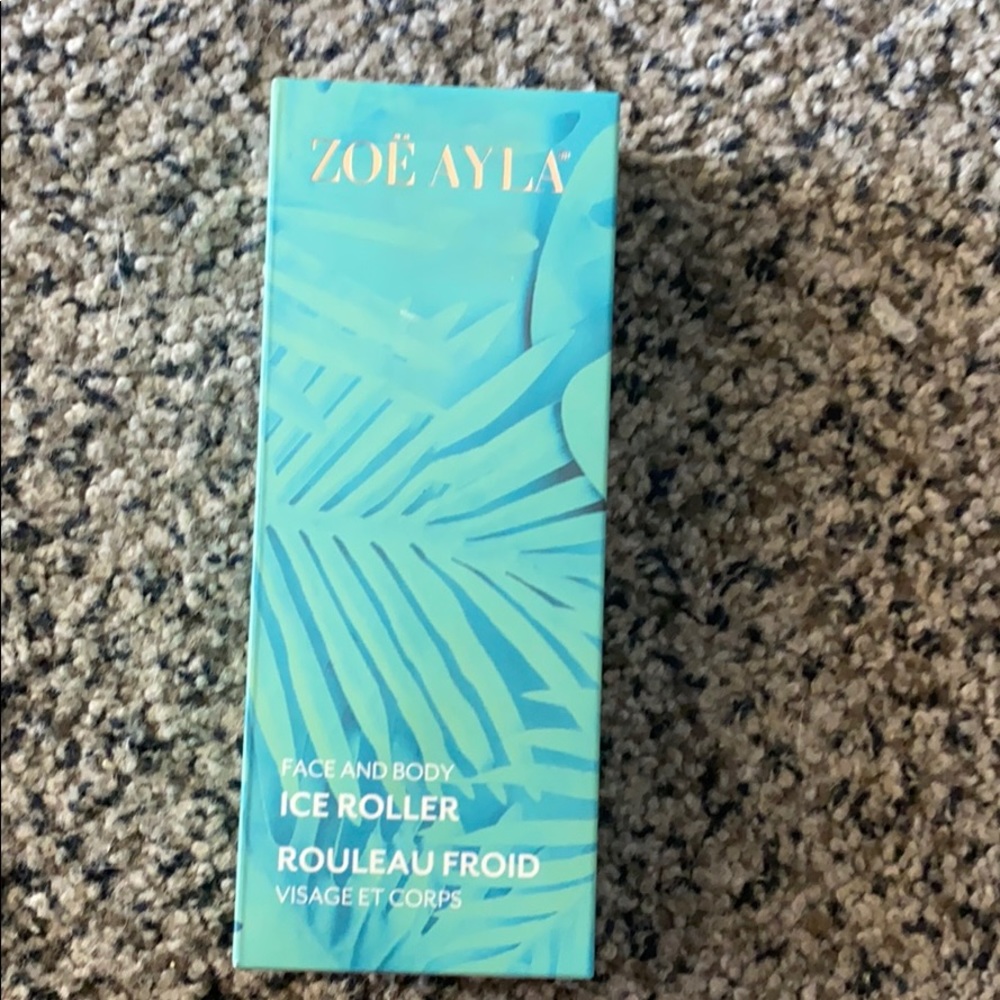 ZOË AYLA®
FACE AND BODY
ICE ROLLER
ROULEAU FROID
VISAGE ET CORPS